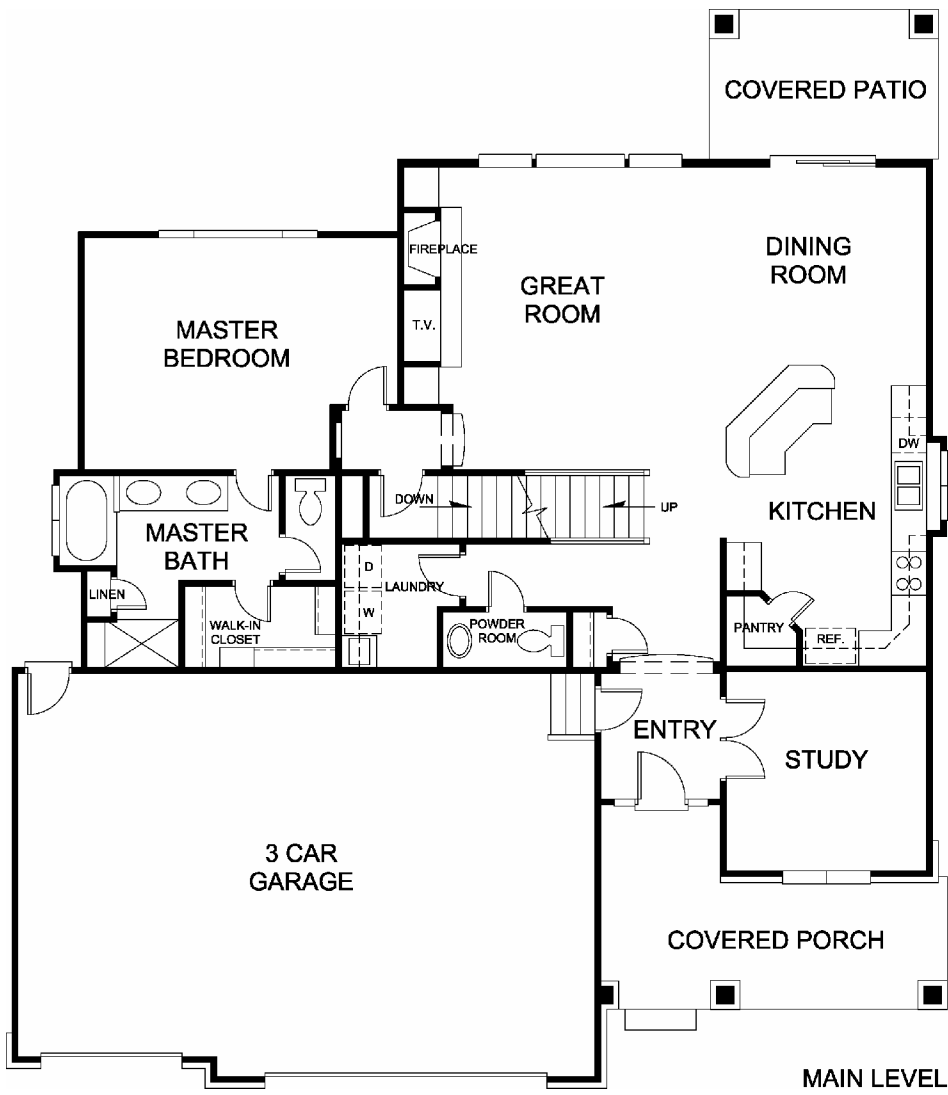 COVERED PATIO
FIREPLACE
DINING
ROOM
GREAT
ROOM
T.V.
MASTER
BEDROOM
DW
DOWN
UP
KITCHEN
MASTER
BATH
D
LAUNDRY
LINEN
W
WALK-IN
CLOSET
POWDER
ROOM
PANTRY
REF.
ENTRY
STUDY
3 CAR
GARAGE
COVERED PORCH
MAIN LEVEL